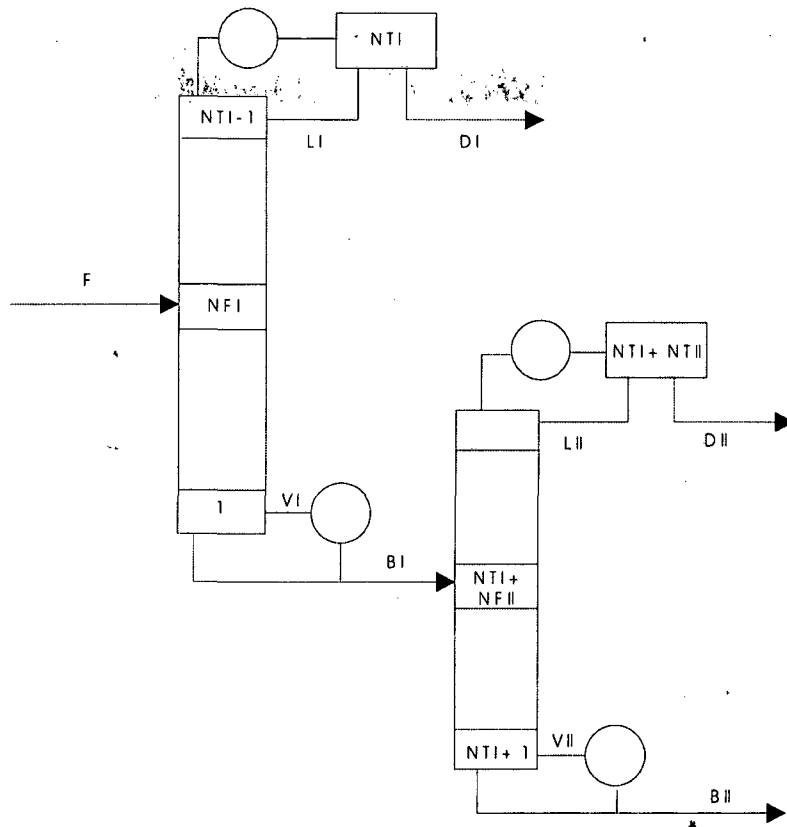 NTI
NTI-1
LI
DI
F
NFI
NTI+ NTII
LII
DII
1
VI
BI
NTI+
NFII
NTI+ 1
VII
BII